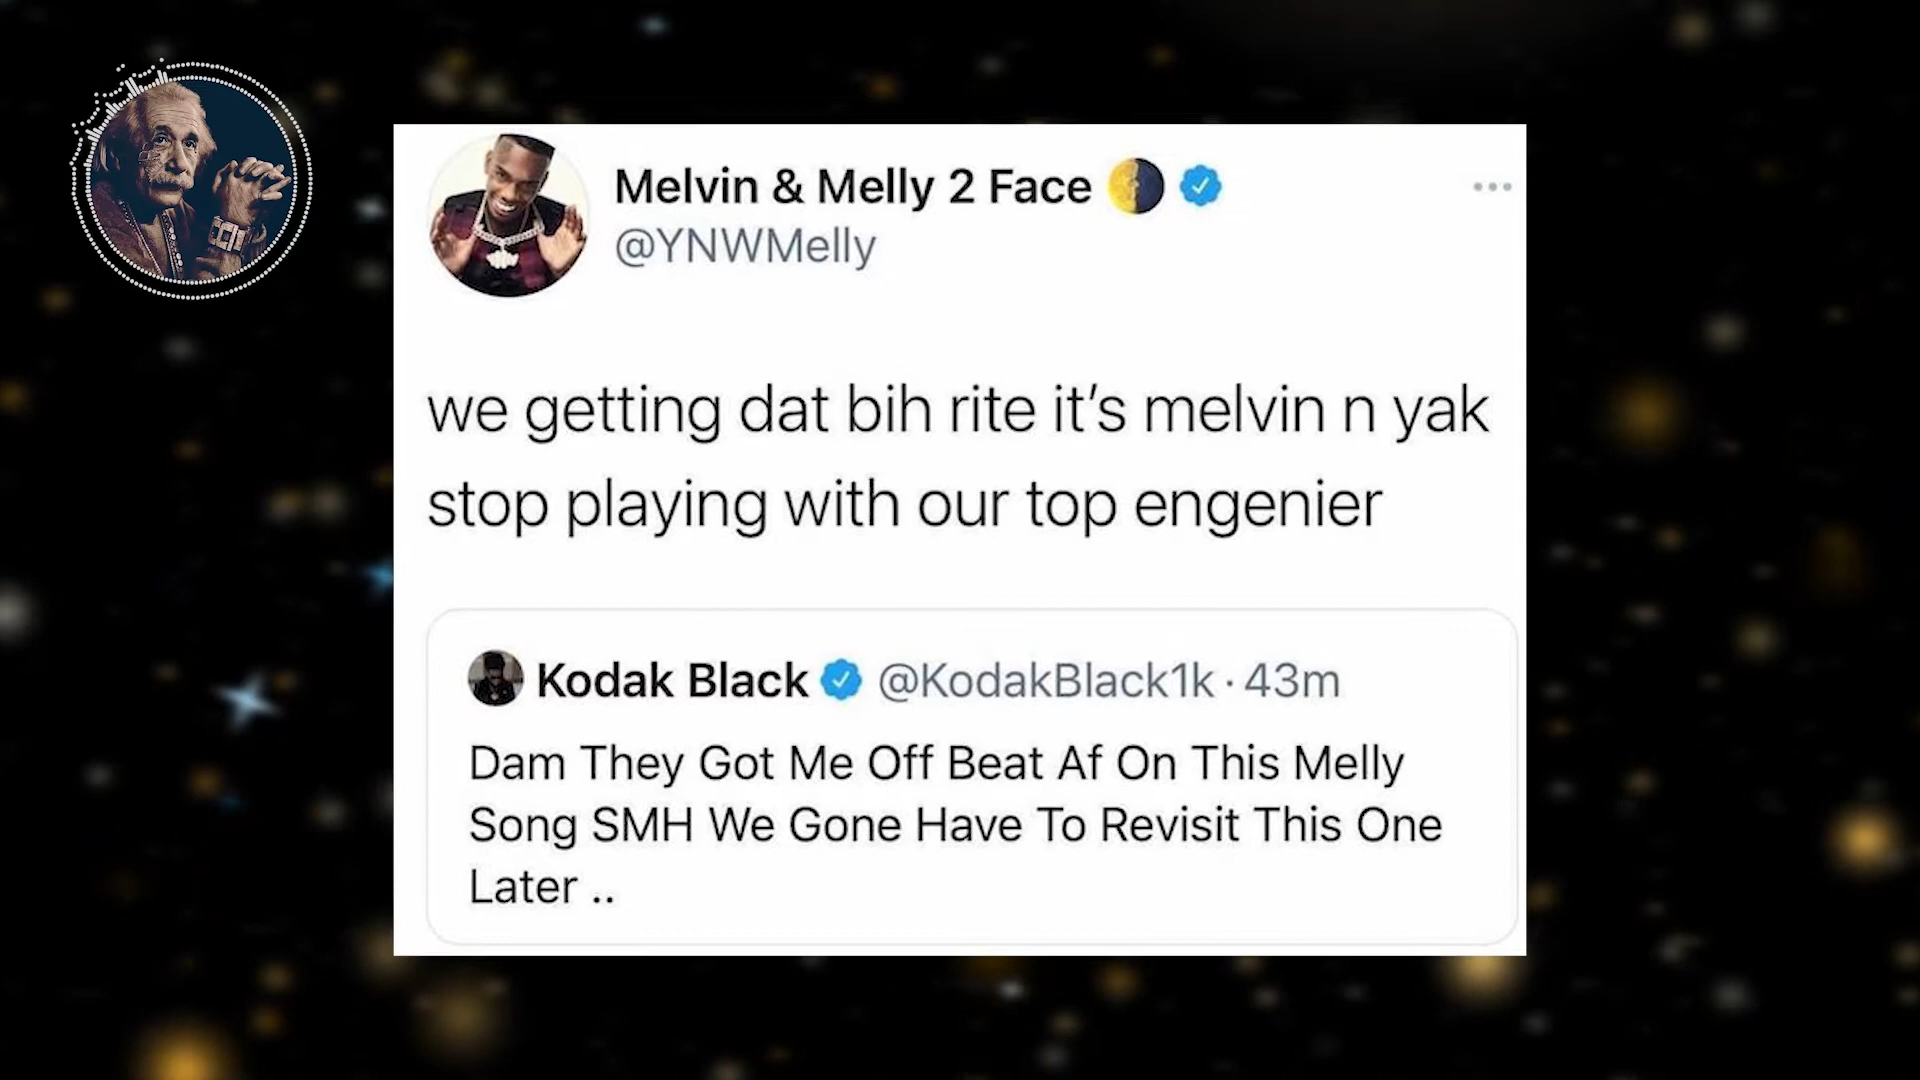 Melvin & Melly 2 Face
@YNWMelly
we getting dat bih rite it's melvin n yak
stop playing with our top engenier
Kodak Black @KodakBlack1k · 43m
Dam They Got Me Off Beat Af On This Melly
Song SMH We Gone Have To Revisit This One
Later ..